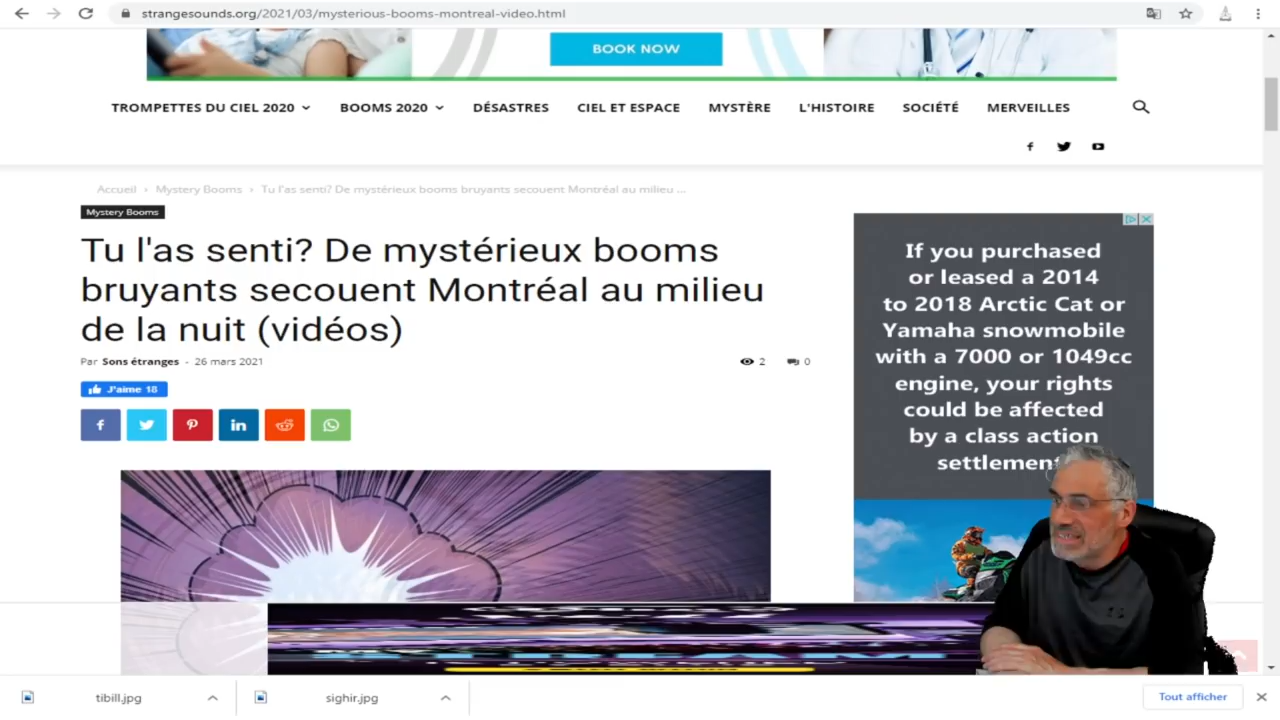 strangesounds.org/2021/03/mysterious-booms-montreal-video.html
BOOK NOW
TROMPETTES DU CIEL 2020 BOOMS 2020 DÉSASTRES CIEL ET ESPACE MYSTÈRE L'HISTOIRE SOCIÉTÉ MERVEILLES
Accueil › Mystery Booms › Tu l'as senti? De mystérieux booms bruyants secouent Montréal au milieu ...
Mystery Booms
Tu l'as senti? De mystérieux booms
bruyants secouent Montréal au milieu
de la nuit (vidéos)
Par Sons étranges - 26 mars 2021 2 0
J'aime 18
If you purchased
or leased a 2014
to 2018 Arctic Cat or
Yamaha snowmobile
with a 7000 or 1049cc
engine, your rights
could be affected
by a class action
settlement
tibill.jpg sighir.jpg Tout afficher